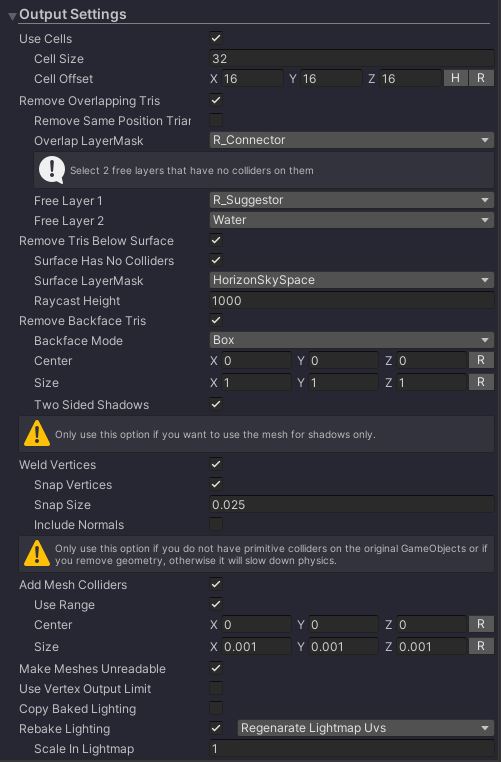 Output Settings
Use Cells
Cell Size 32
Cell Offset X 16 Y 16 Z 16 H R
Remove Overlapping Tris
Remove Same Position Trian
Overlap LayerMask R_Connector
Select 2 free layers that have no colliders on them
Free Layer 1 R_Suggestor
Free Layer 2 Water
Remove Tris Below Surface
Surface Has No Colliders
Surface LayerMask HorizonSkySpace
Raycast Height 1000
Remove Backface Tris
Backface Mode Box
Center X 0 Y 0 Z 0 R
Size X 1 Y 1 Z 1 R
Two Sided Shadows
Only use this option if you want to use the mesh for shadows only.
Weld Vertices
Snap Vertices
Snap Size 0.025
Include Normals
Only use this option if you do not have primitive colliders on the original GameObjects or if
you remove geometry, otherwise it will slow down physics.
Add Mesh Colliders
Use Range
Center X 0 Y 0 Z 0 R
Size X 0.001 Y 0.001 Z 0.001 R
Make Meshes Unreadable
Use Vertex Output Limit
Copy Baked Lighting
Rebake Lighting Regenarate Lightmap Uvs
Scale In Lightmap 1